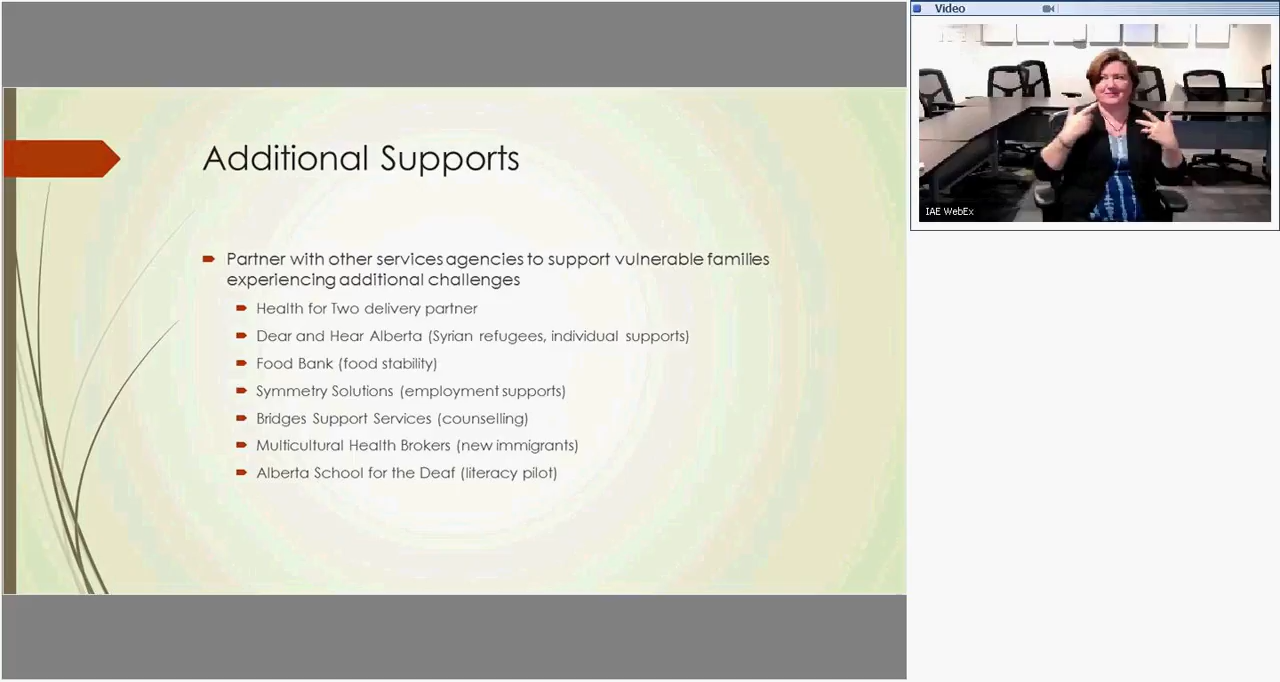 Video
Additional Supports
IAE WebEx
Partner with other services agencies to support vulnerable families
experiencing additional challenges
Health for Two delivery partner
Dear and Hear Alberta (Syrian refugees, individual supports)
Food Bank (food stability)
Symmetry Solutions (employment supports)
Bridges Support Services (counselling)
Multicultural Health Brokers (new immigrants)
Alberta School for the Deaf (literacy pilot)